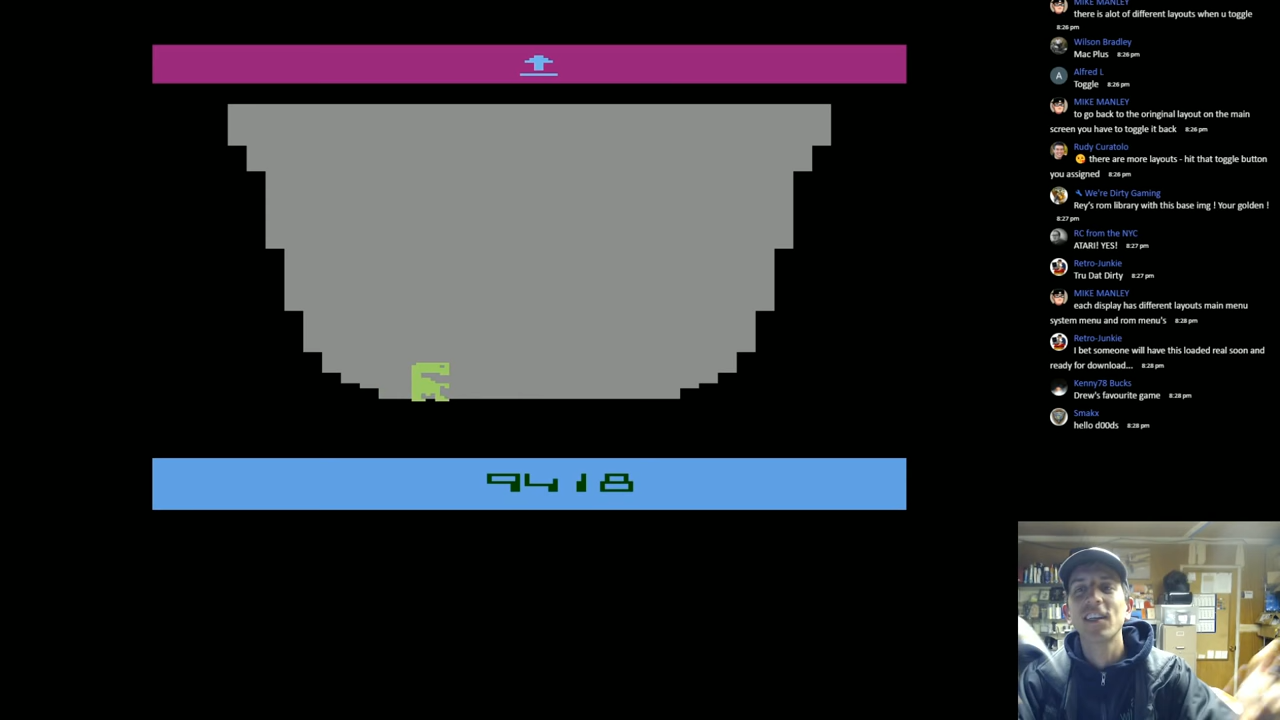 9418
MIKE MANLEY
there is alot of different layouts when u toggle
8:26 pm
Wilson Bradley
Mac Plus 8:26 pm
A Alfred L
Toggle 8:26 pm
MIKE MANLEY
to go back to the oringinal layout on the main
screen you have to toggle it back 8:26 pm
Rudy Curatolo
😘 there are more layouts - hit that toggle button
you assigned 8:26 pm
We're Dirty Gaming
Rey's rom library with this base img ! Your golden !
8:27 pm
RC from the NYC
ATARI! YES! 8:27 pm
Retro-Junkie
Tru Dat Dirty 8:27 pm
MIKE MANLEY
each display has different layouts main menu
system menu and rom menu's 8:28 pm
Retro-Junkie
I bet someone will have this loaded real soon and
ready for download... 8:28 pm
Kenny78 Bucks
Drew's favourite game 8:28 pm
Smakx
hello d00ds 8:28 pm